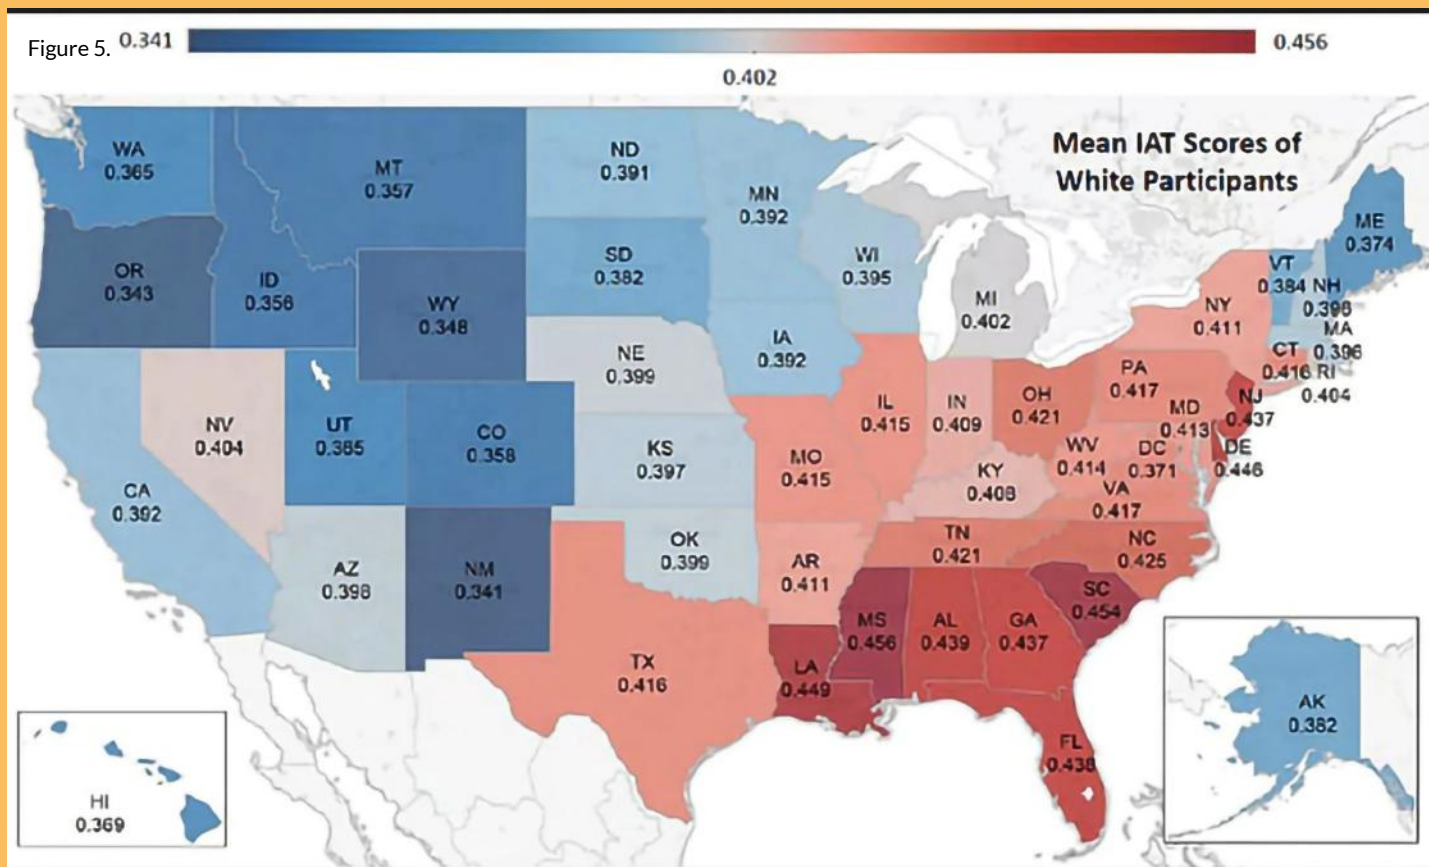 Figure 5. 0.341
0.456
0.402
Mean IAT Scores of
White Participants
WA
0.365
MT
0.357
ND
0.391
MN
0.392
ME
0.374
OR
0.343
ID
0.356
WY
0.348
SD
0.382
WI
0.395
MI
0.402
VT
0.384
NH
0.396
NY
0.411
MA
0.396
CT
0.416
RI
0.404
NE
0.399
IA
0.392
PA
0.417
NJ
0.437
NV
0.404
UT
0.365
CO
0.358
KS
0.397
MO
0.415
IL
0.415
IN
0.409
OH
0.421
MD
0.413
WV
0.414
DC
0.371
DE
0.446
KY
0.408
VA
0.417
CA
0.392
AZ
0.398
NM
0.341
OK
0.399
AR
0.411
TN
0.421
NC
0.425
SC
0.454
TX
0.416
LA
0.449
MS
0.456
AL
0.439
GA
0.437
FL
0.438
HI
0.369
AK
0.382